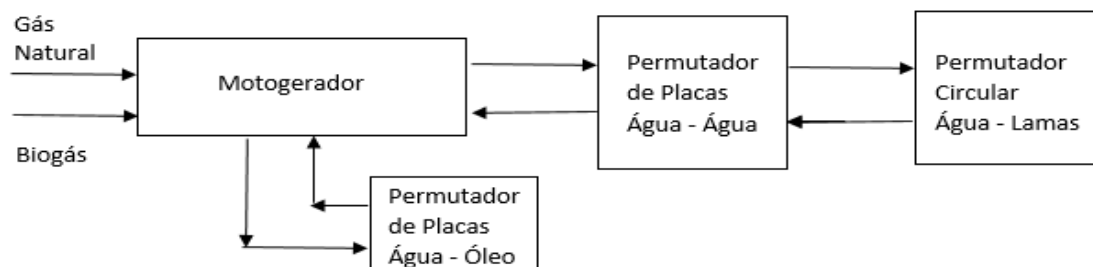 Gás
Natural
Biogás
Motogerador
Permutador
de Placas
Água - Água
Permutador
Circular
Água - Lamas
Permutador
de Placas
Água - Óleo